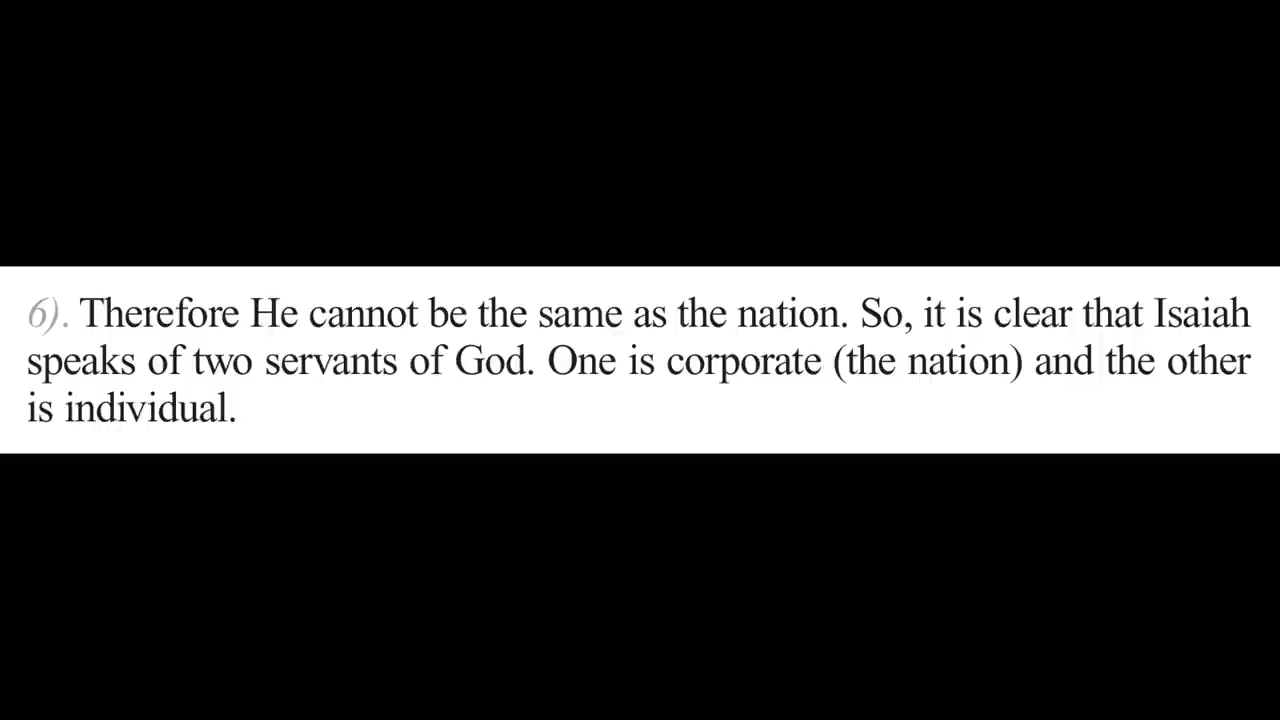 6). Therefore He cannot be the same as the nation. So, it is clear that Isaiah
speaks of two servants of God. One is corporate (the nation) and the other
is individual.